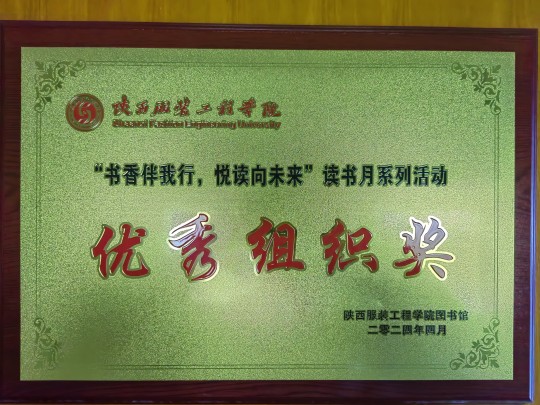 陕西服装工程学院
Shaanxi Fashion Engineering University
“书香伴我行，悦读向未来”读书月系列活动
优秀组织奖
陕西服装工程学院图书馆
二零二四年四月